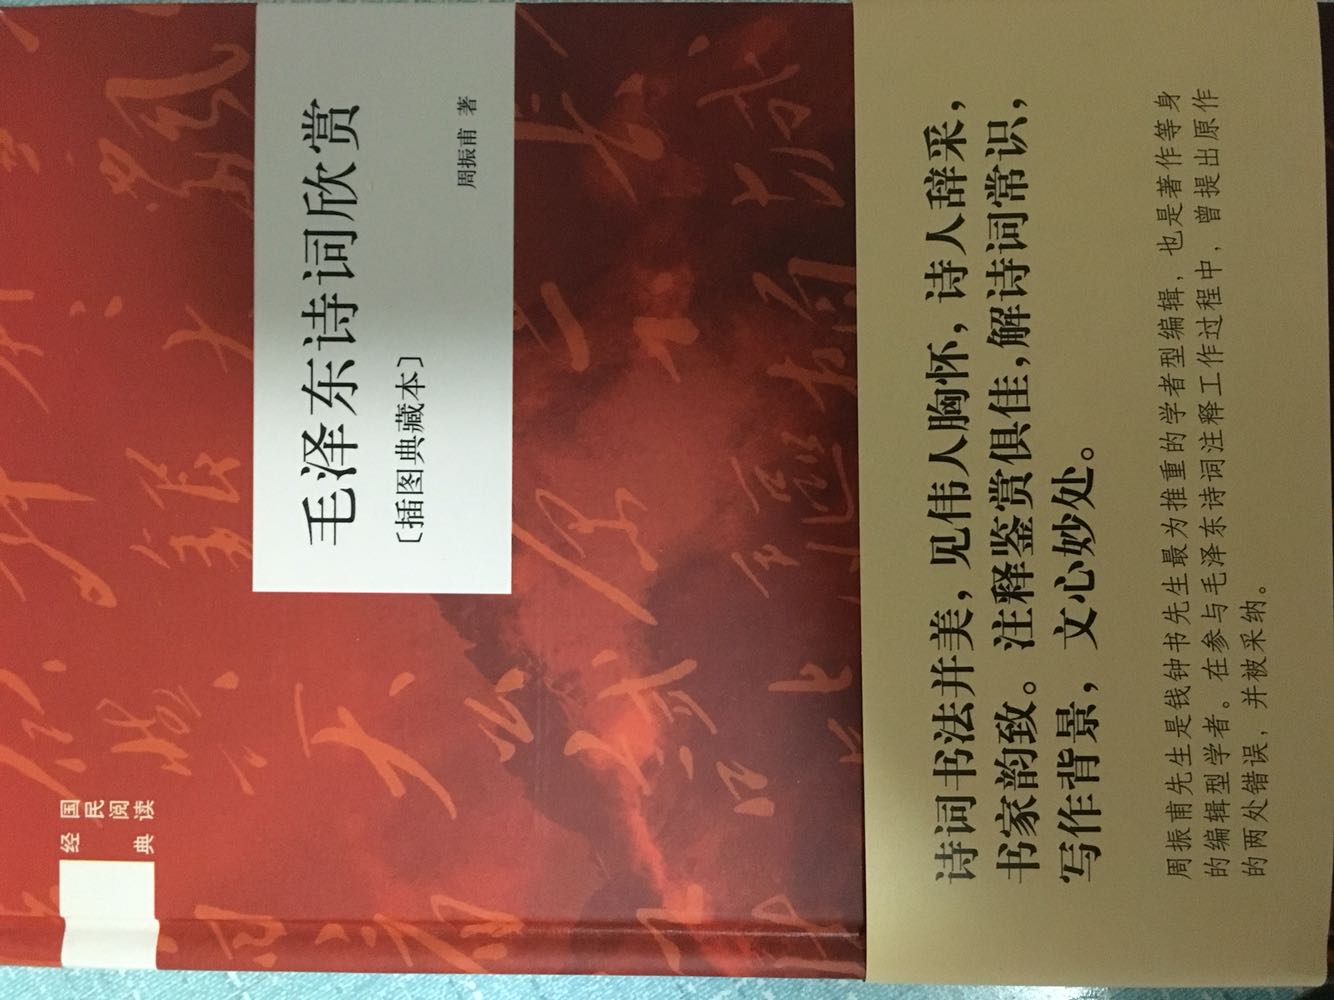 国民阅读
经典
毛泽东诗词欣赏
〔插图典藏本〕
周振甫 著
诗词书法并美，见伟人胸怀，诗人辞采，
书家韵致。注释鉴赏俱佳，解诗词常识，
写作背景，文心妙处。
周振甫先生是钱钟书先生最为推重的学者型编辑，也是著作等身
的编辑型学者。在参与毛泽东诗词注释工作过程中，曾提出原作
的两处错误，并被采纳。